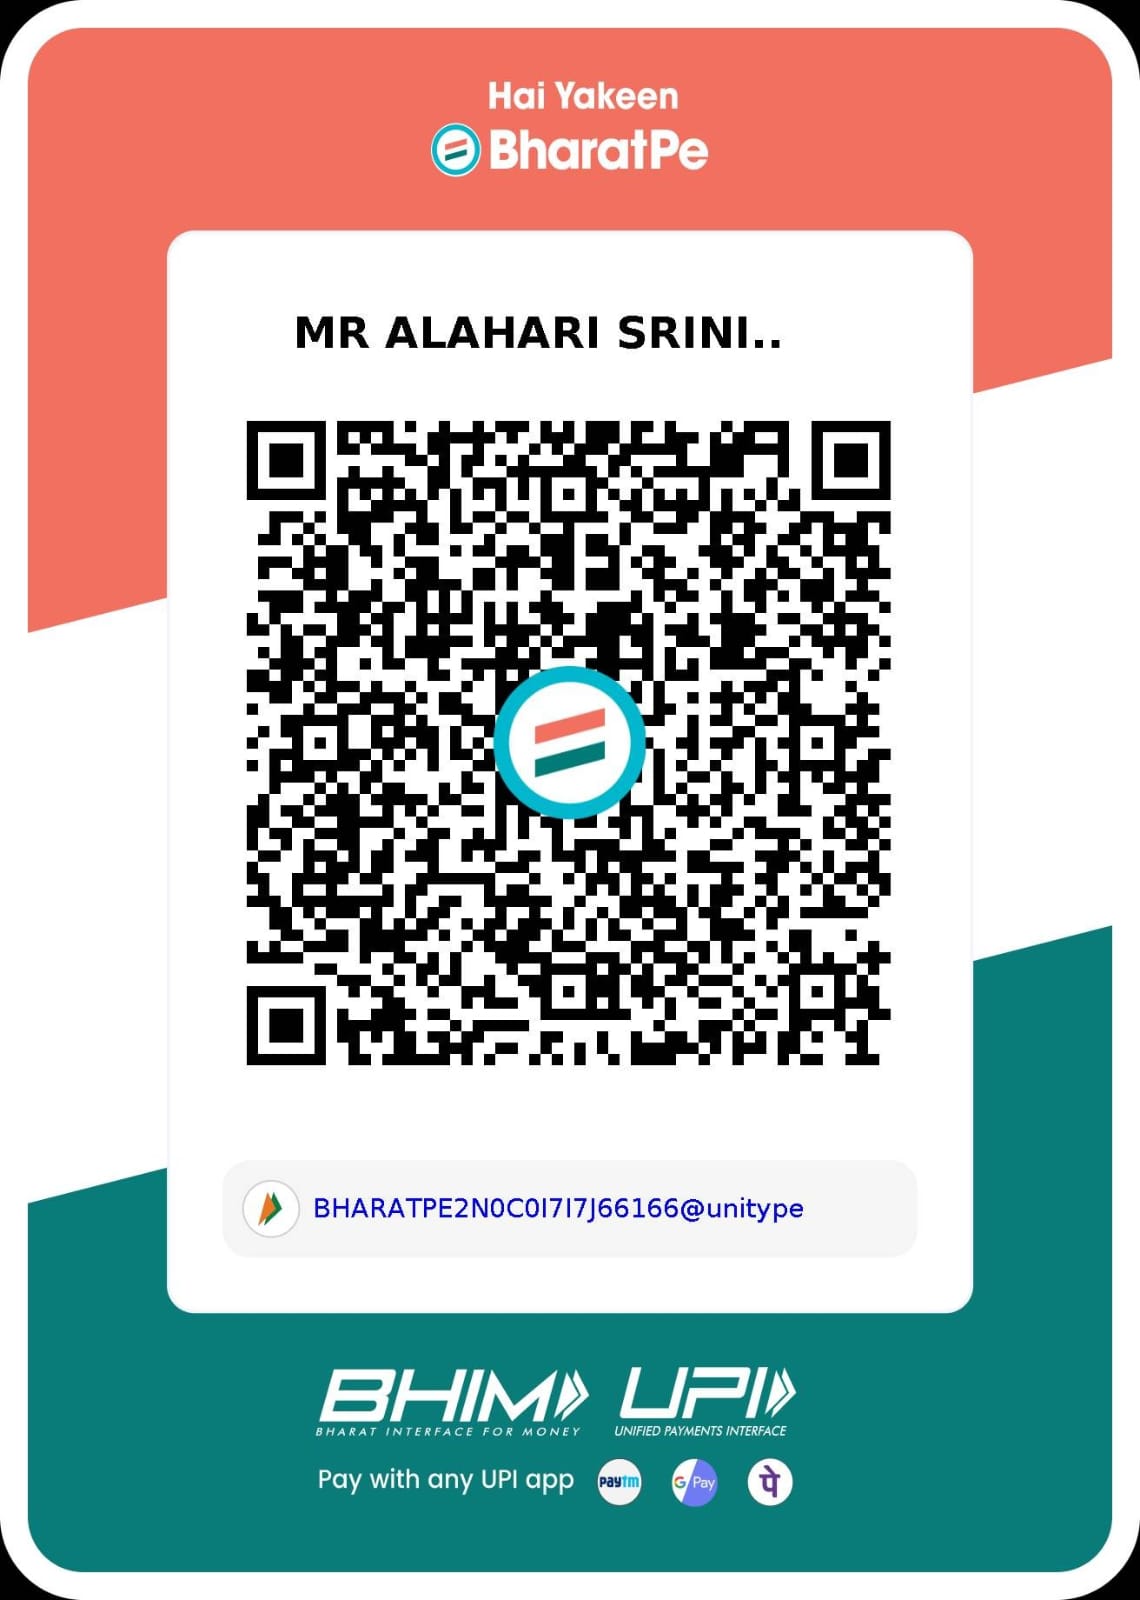 Hai Yakeen
BharatPe
MR ALAHARI SRINI..
BHARATPE2N0C0I7I7J66166@unitype
BHIM UPI
BHARAT INTERFACE FOR MONEY UNIFIED PAYMENTS INTERFACE
Pay with any UPI app paytm G Pay पे